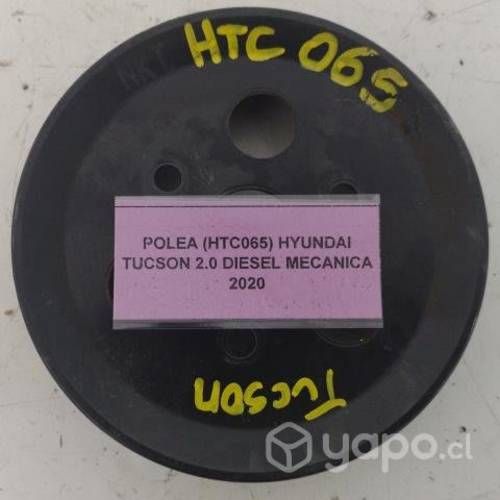 HTC 065
POLEA (HTC065) HYUNDAI
TUCSON 2.0 DIESEL MECANICA
2020
Tucson
yapo.cl